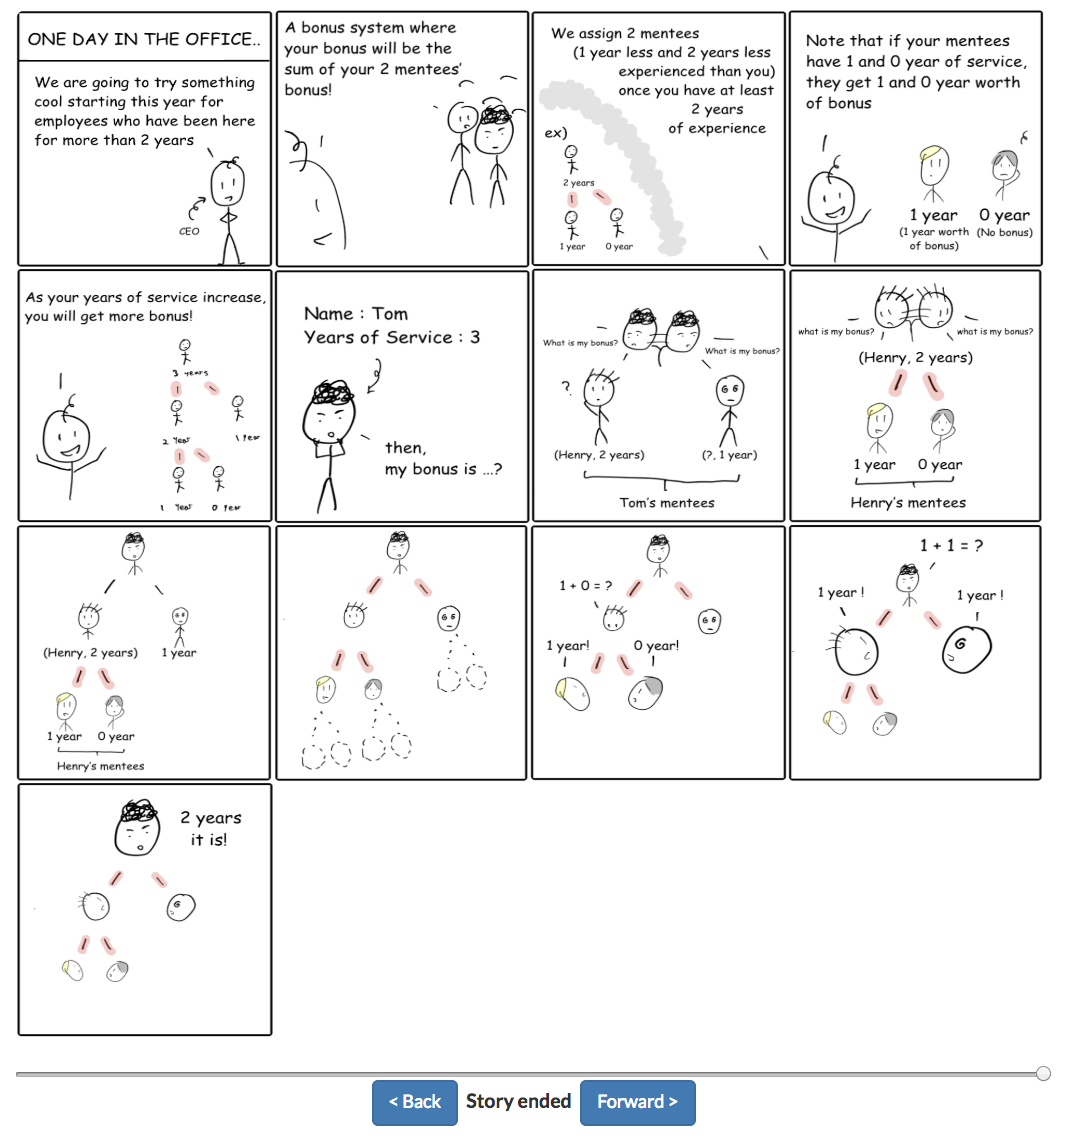 ONE DAY IN THE OFFICE..
We are going to try something
cool starting this year for
employees who have been here
for more than 2 years
CEO
A bonus system where
your bonus will be the
sum of your 2 mentees'
bonus!
We assign 2 mentees
(1 year less and 2 years less
experienced than you)
once you have at least
2 years
of experience
ex)
2 years
1 year
0 year
Note that if your mentees
have 1 and 0 year of service,
they get 1 and 0 year worth
of bonus
1 year
0 year
(1 year worth
of bonus)
(No bonus)
As your years of service increase,
you will get more bonus!
3 years
2 Year
1 Year
1 Year
0 Year
Name : Tom
Years of Service : 3
then,
my bonus is ...?
What is my bonus?
What is my bonus?
?
(Henry, 2 years)
(?, 1 year)
Tom's mentees
what is my bonus?
what is my bonus?
(Henry, 2 years)
1 year
0 year
Henry's mentees
(Henry, 2 years)
1 year
1 year
0 year
Henry's mentees
1 + 0 = ?
1 year!
0 year!
1 + 1 = ?
1 year !
1 year !
2 years
it is!
< Back
Story ended
Forward >